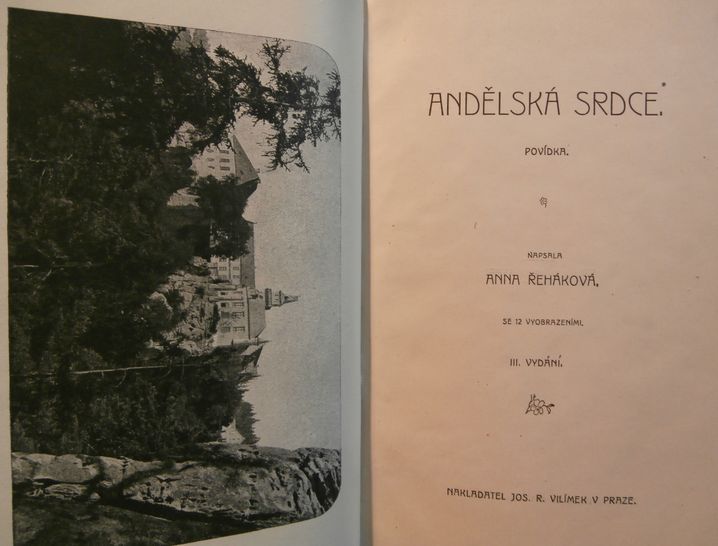 ANDĚLSKÁ SRDCE.*
POVÍDKA.
NAPSALA
ANNA ŘEHÁKOVÁ,
SE 12 VYOBRAZENÍMI.
III. VYDÁNÍ.
NAKLADATEL JOS. R. VILÍMEK V PRAZE.